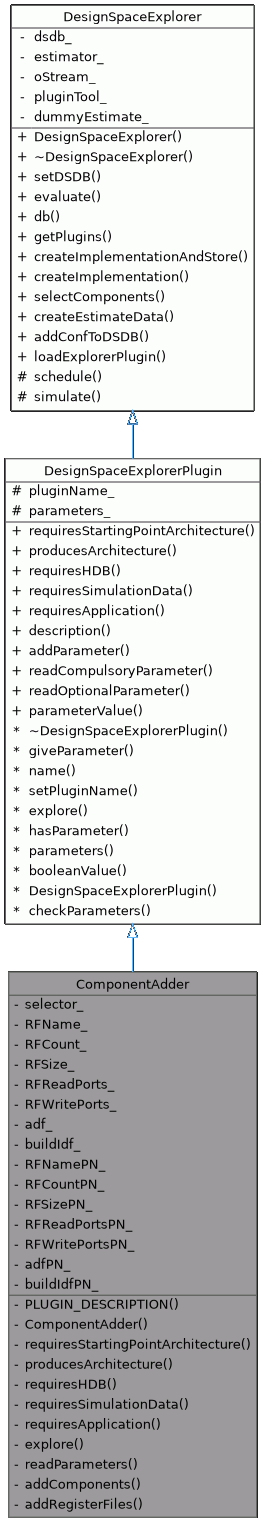 DesignSpaceExplorer
- dsdb_
- estimator_
- oStream_
- pluginTool_
- dummyEstimate_
+ DesignSpaceExplorer()
+ ~DesignSpaceExplorer()
+ setDSDB()
+ evaluate()
+ db()
+ getPlugins()
+ createImplementationAndStore()
+ createImplementation()
+ selectComponents()
+ createEstimateData()
+ addConfToDSDB()
+ loadExplorerPlugin()
# schedule()
# simulate()
DesignSpaceExplorerPlugin
# pluginName_
# parameters_
+ requiresStartingPointArchitecture()
+ producesArchitecture()
+ requiresHDB()
+ requiresSimulationData()
+ requiresApplication()
+ description()
+ addParameter()
+ readCompulsoryParameter()
+ readOptionalParameter()
+ parameterValue()
* ~DesignSpaceExplorerPlugin()
* giveParameter()
* name()
* setPluginName()
* explore()
* hasParameter()
* parameters()
* booleanValue()
* DesignSpaceExplorerPlugin()
* checkParameters()
ComponentAdder
- selector_
- RFName_
- RFCount_
- RFSize_
- RFReadPorts_
- RFWritePorts_
- adf_
- buildIdf_
- RFNamePN_
- RFCountPN_
- RFSizePN_
- RFReadPortsPN_
- RFWritePortsPN_
- adfPN_
- buildIdfPN_
- PLUGIN_DESCRIPTION()
- ComponentAdder()
- requiresStartingPointArchitecture()
- producesArchitecture()
- requiresHDB()
- requiresSimulationData()
- requiresApplication()
- explore()
- readParameters()
- addComponents()
- addRegisterFiles()